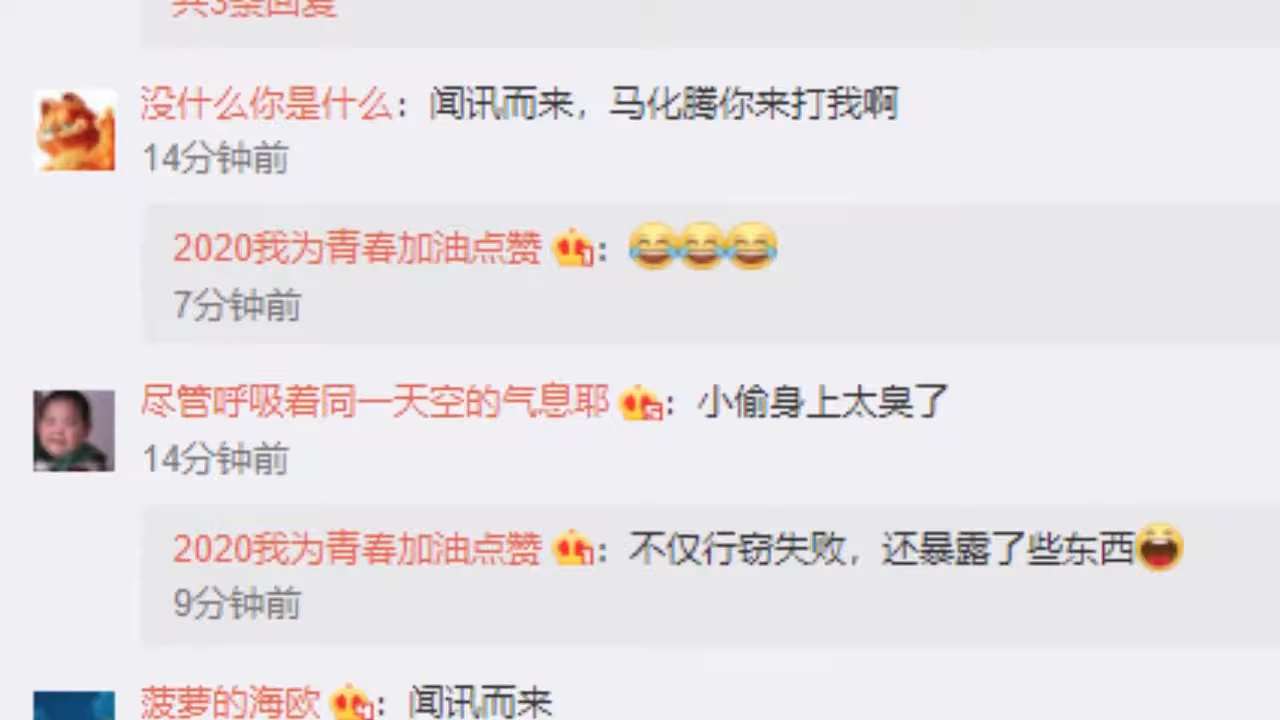 共3条回复
没什么你是什么：闻讯而来，马化腾你来打我啊
14分钟前
2020我为青春加油点赞：😂😂😂
7分钟前
尽管呼吸着同一天空的气息耶：小偷身上太臭了
14分钟前
2020我为青春加油点赞：不仅行窃失败，还暴露了些东西😄
9分钟前
菠萝的海欧：闻讯而来